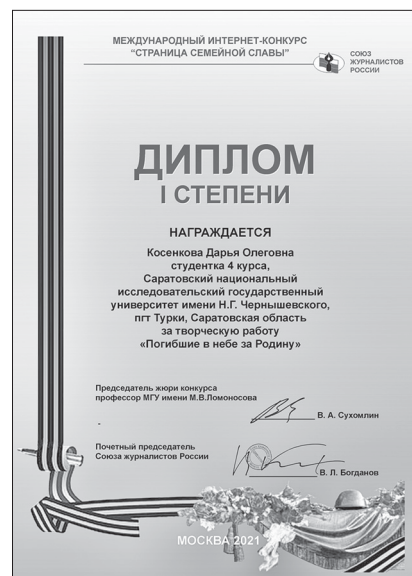 МЕЖДУНАРОДНЫЙ ИНТЕРНЕТ-КОНКУРС
“СТРАНИЦА СЕМЕЙНОЙ СЛАВЫ”
СОЮЗ
ЖУРНАЛИСТОВ
РОССИИ
ДИПЛОМ
I СТЕПЕНИ
НАГРАЖДАЕТСЯ
Косенкова Дарья Олеговна
студентка 4 курса,
Саратовский национальный
исследовательский государственный
университет имени Н.Г. Чернышевского,
пгт Турки, Саратовская область
за творческую работу
«Погибшие в небе за Родину»
Председатель жюри конкурса
профессор МГУ имени М.В.Ломоносова
В. А. Сухомлин
Почетный председатель
Союза журналистов России
В. Л. Богданов
МОСКВА 2021